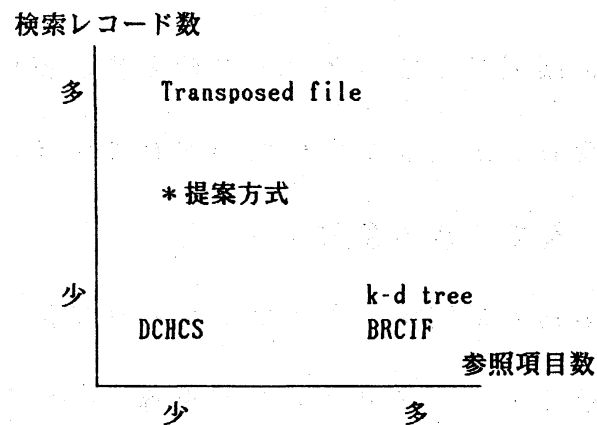 検索レコード数
多
Transposed file
*提案方式
少
k-d tree
DCHCS
BRCIF
参照項目数
少
多